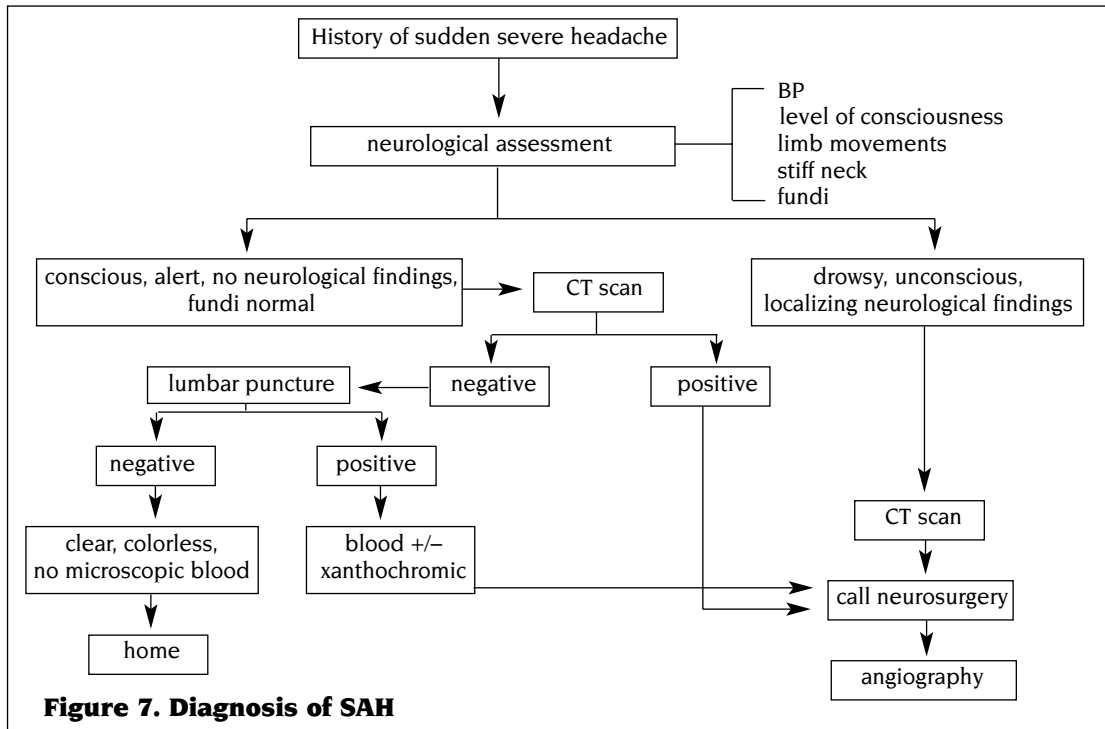 History of sudden severe headache
neurological assessment
BP
level of consciousness
limb movements
stiff neck
fundi
conscious, alert, no neurological findings,
fundi normal
CT scan
drowsy, unconscious,
localizing neurological findings
lumbar puncture
negative
positive
negative
positive
clear, colorless,
no microscopic blood
blood +/–
xanthochromic
CT scan
call neurosurgery
home
angiography
Figure 7. Diagnosis of SAH